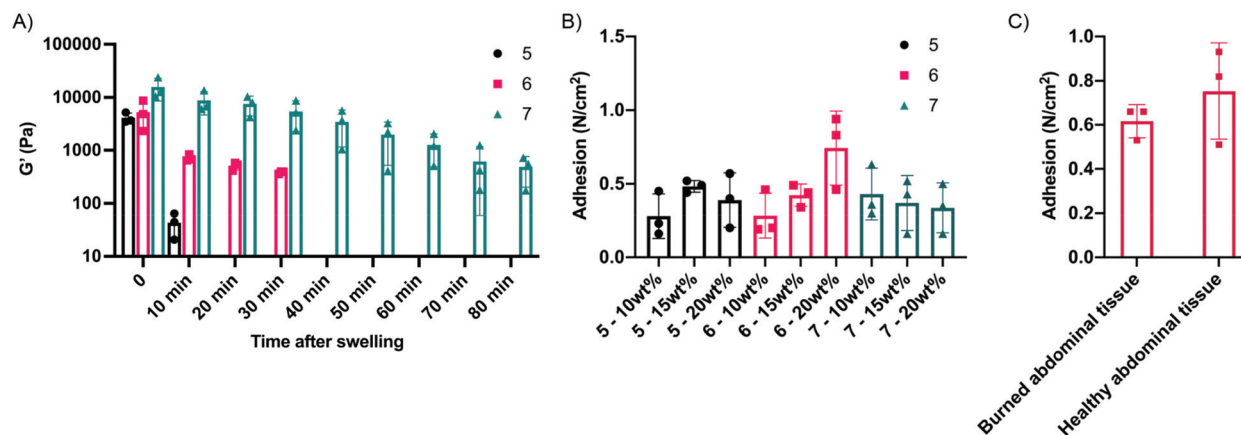 A)
G' (Pa)
100000
10000
1000
100
10
5
6
7
0
10 min
20 min
30 min
40 min
50 min
60 min
70 min
80 min
Time after swelling
B)
Adhesion (N/cm²)
1.5
1.0
0.5
0.0
5
6
7
5 - 10wt%
5 - 15wt%
5 - 20wt%
6 - 10wt%
6 - 15wt%
6 - 20wt%
7 - 10wt%
7 - 15wt%
7 - 20wt%
C)
Adhesion (N/cm²)
1.0
0.8
0.6
0.4
0.2
0.0
Burned abdominal tissue
Healthy abdominal tissue